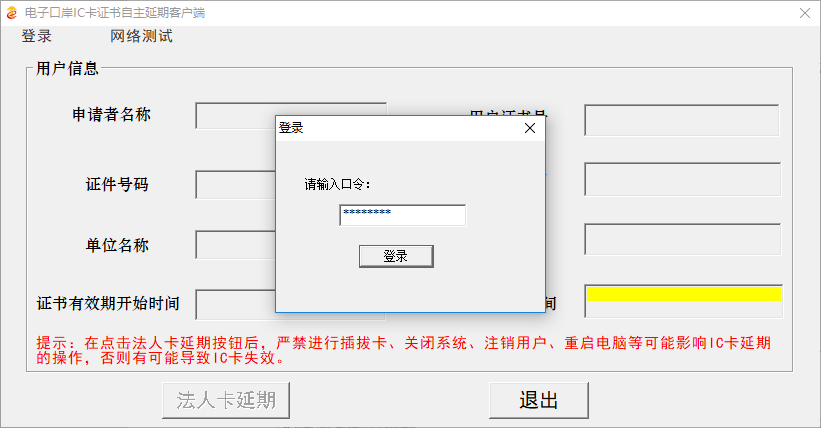 电子口岸IC卡证书自主延期客户端
登录 网络测试
用户信息
申请者名称
登录
请输入口令：
********
登录
证件号码
单位名称
证书有效期开始时间
间
提示：在点击法人卡延期按钮后，严禁进行插拔卡、关闭系统、注销用户、重启电脑等可能影响IC卡延期
的操作，否则有可能导致IC卡失效。
法人卡延期 退出